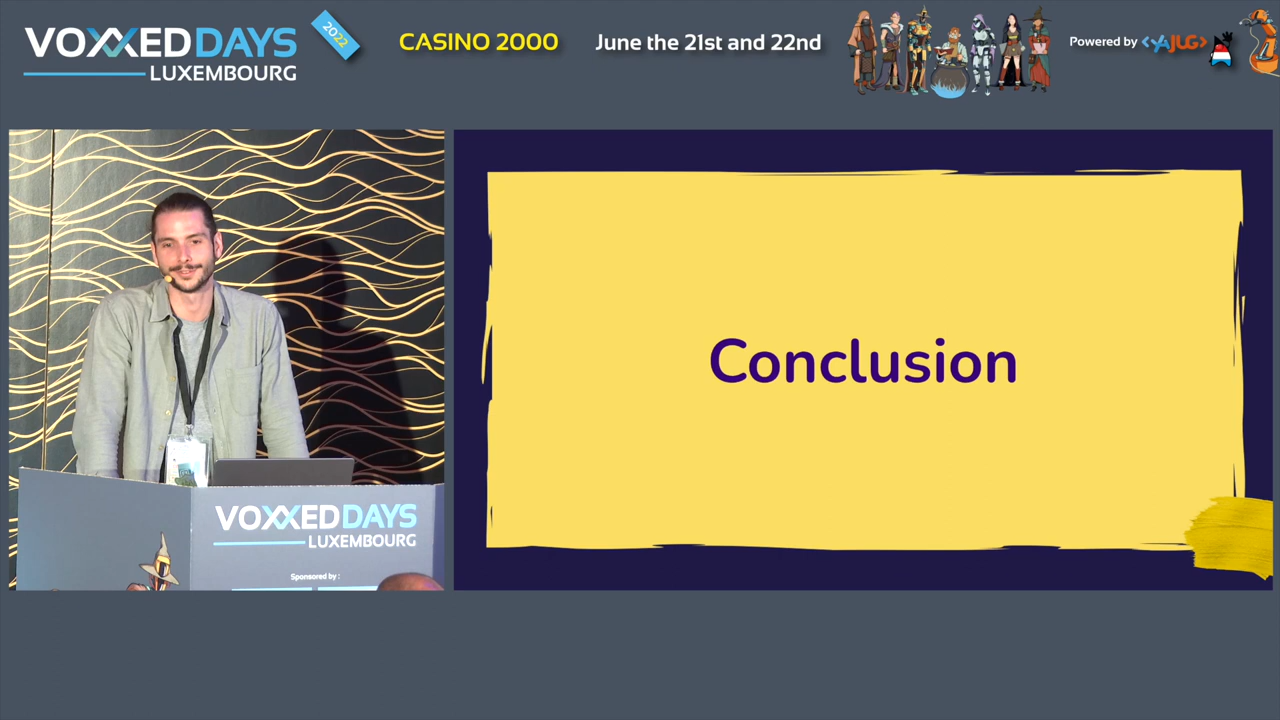 VOXXED DAYS
LUXEMBOURG
2022
CASINO 2000
June the 21st and 22nd
Powered by <YAJUG>
Conclusion
VOXXED DAYS
LUXEMBOURG
Sponsored by :